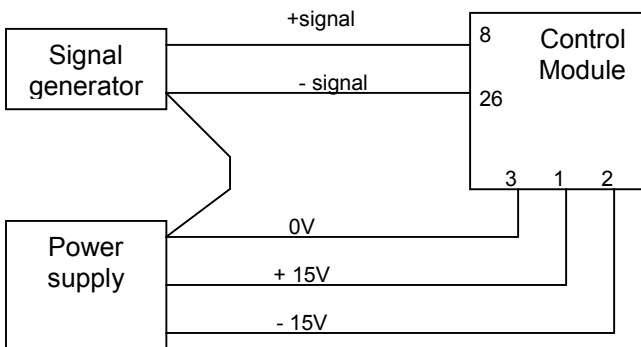 +signal
Signal
generator
8
Control
Module
- signal
26
3 1 2
Power
supply
0V
+ 15V
- 15V